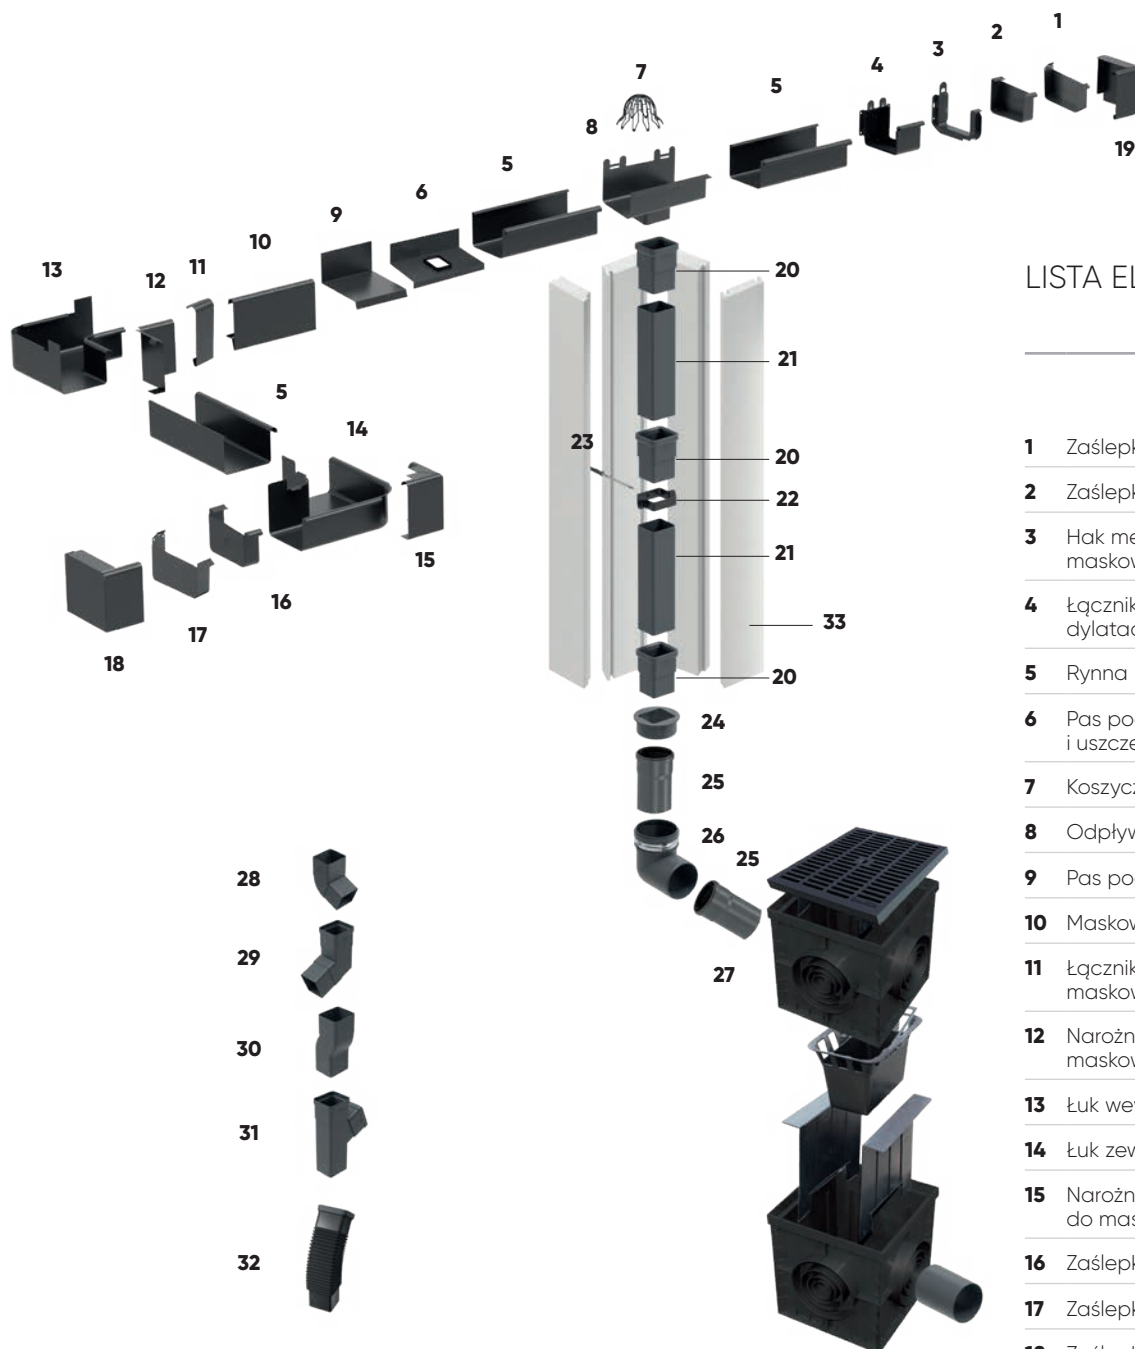 1
2
3
4
5
7
8
19
5
6
9
10
11
12
13
20
21
5
14
23
20
22
15
21
16
17
33
18
20
24
25
26
25
28
29
27
30
31
32
LISTA EL
1 Zaślepk
2 Zaślepk
3 Hak me
maskow
4 Łącznik
dylatac
5 Rynna
6 Pas po
i uszcze
7 Koszycz
8 Odpływ
9 Pas po
10 Maskow
11 Łącznik
maskow
12 Narożn
maskow
13 Łuk wew
14 Łuk zew
15 Narożn
do mas
16 Zaślepk
17 Zaślepk